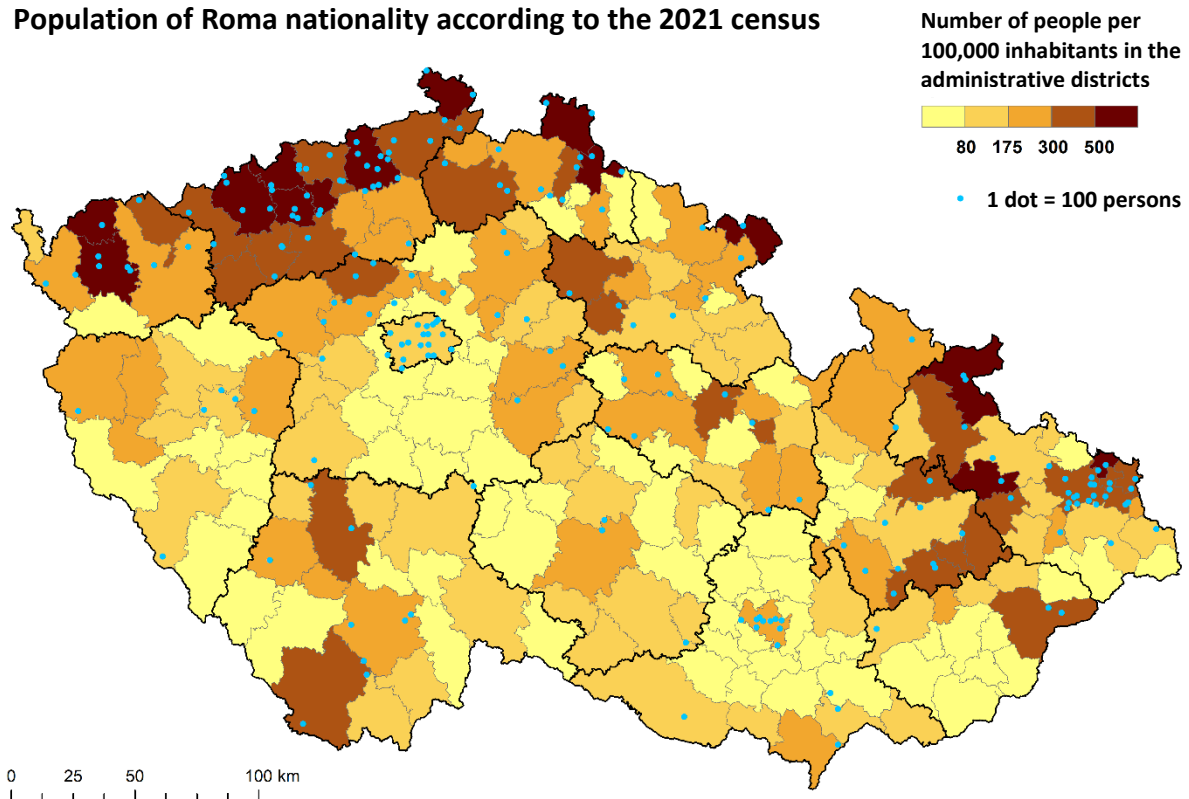 Population of Roma nationality according to the 2021 census
Number of people per
100,000 inhabitants in the
administrative districts
80 175 300 500
1 dot = 100 persons
0 25 50 100 km